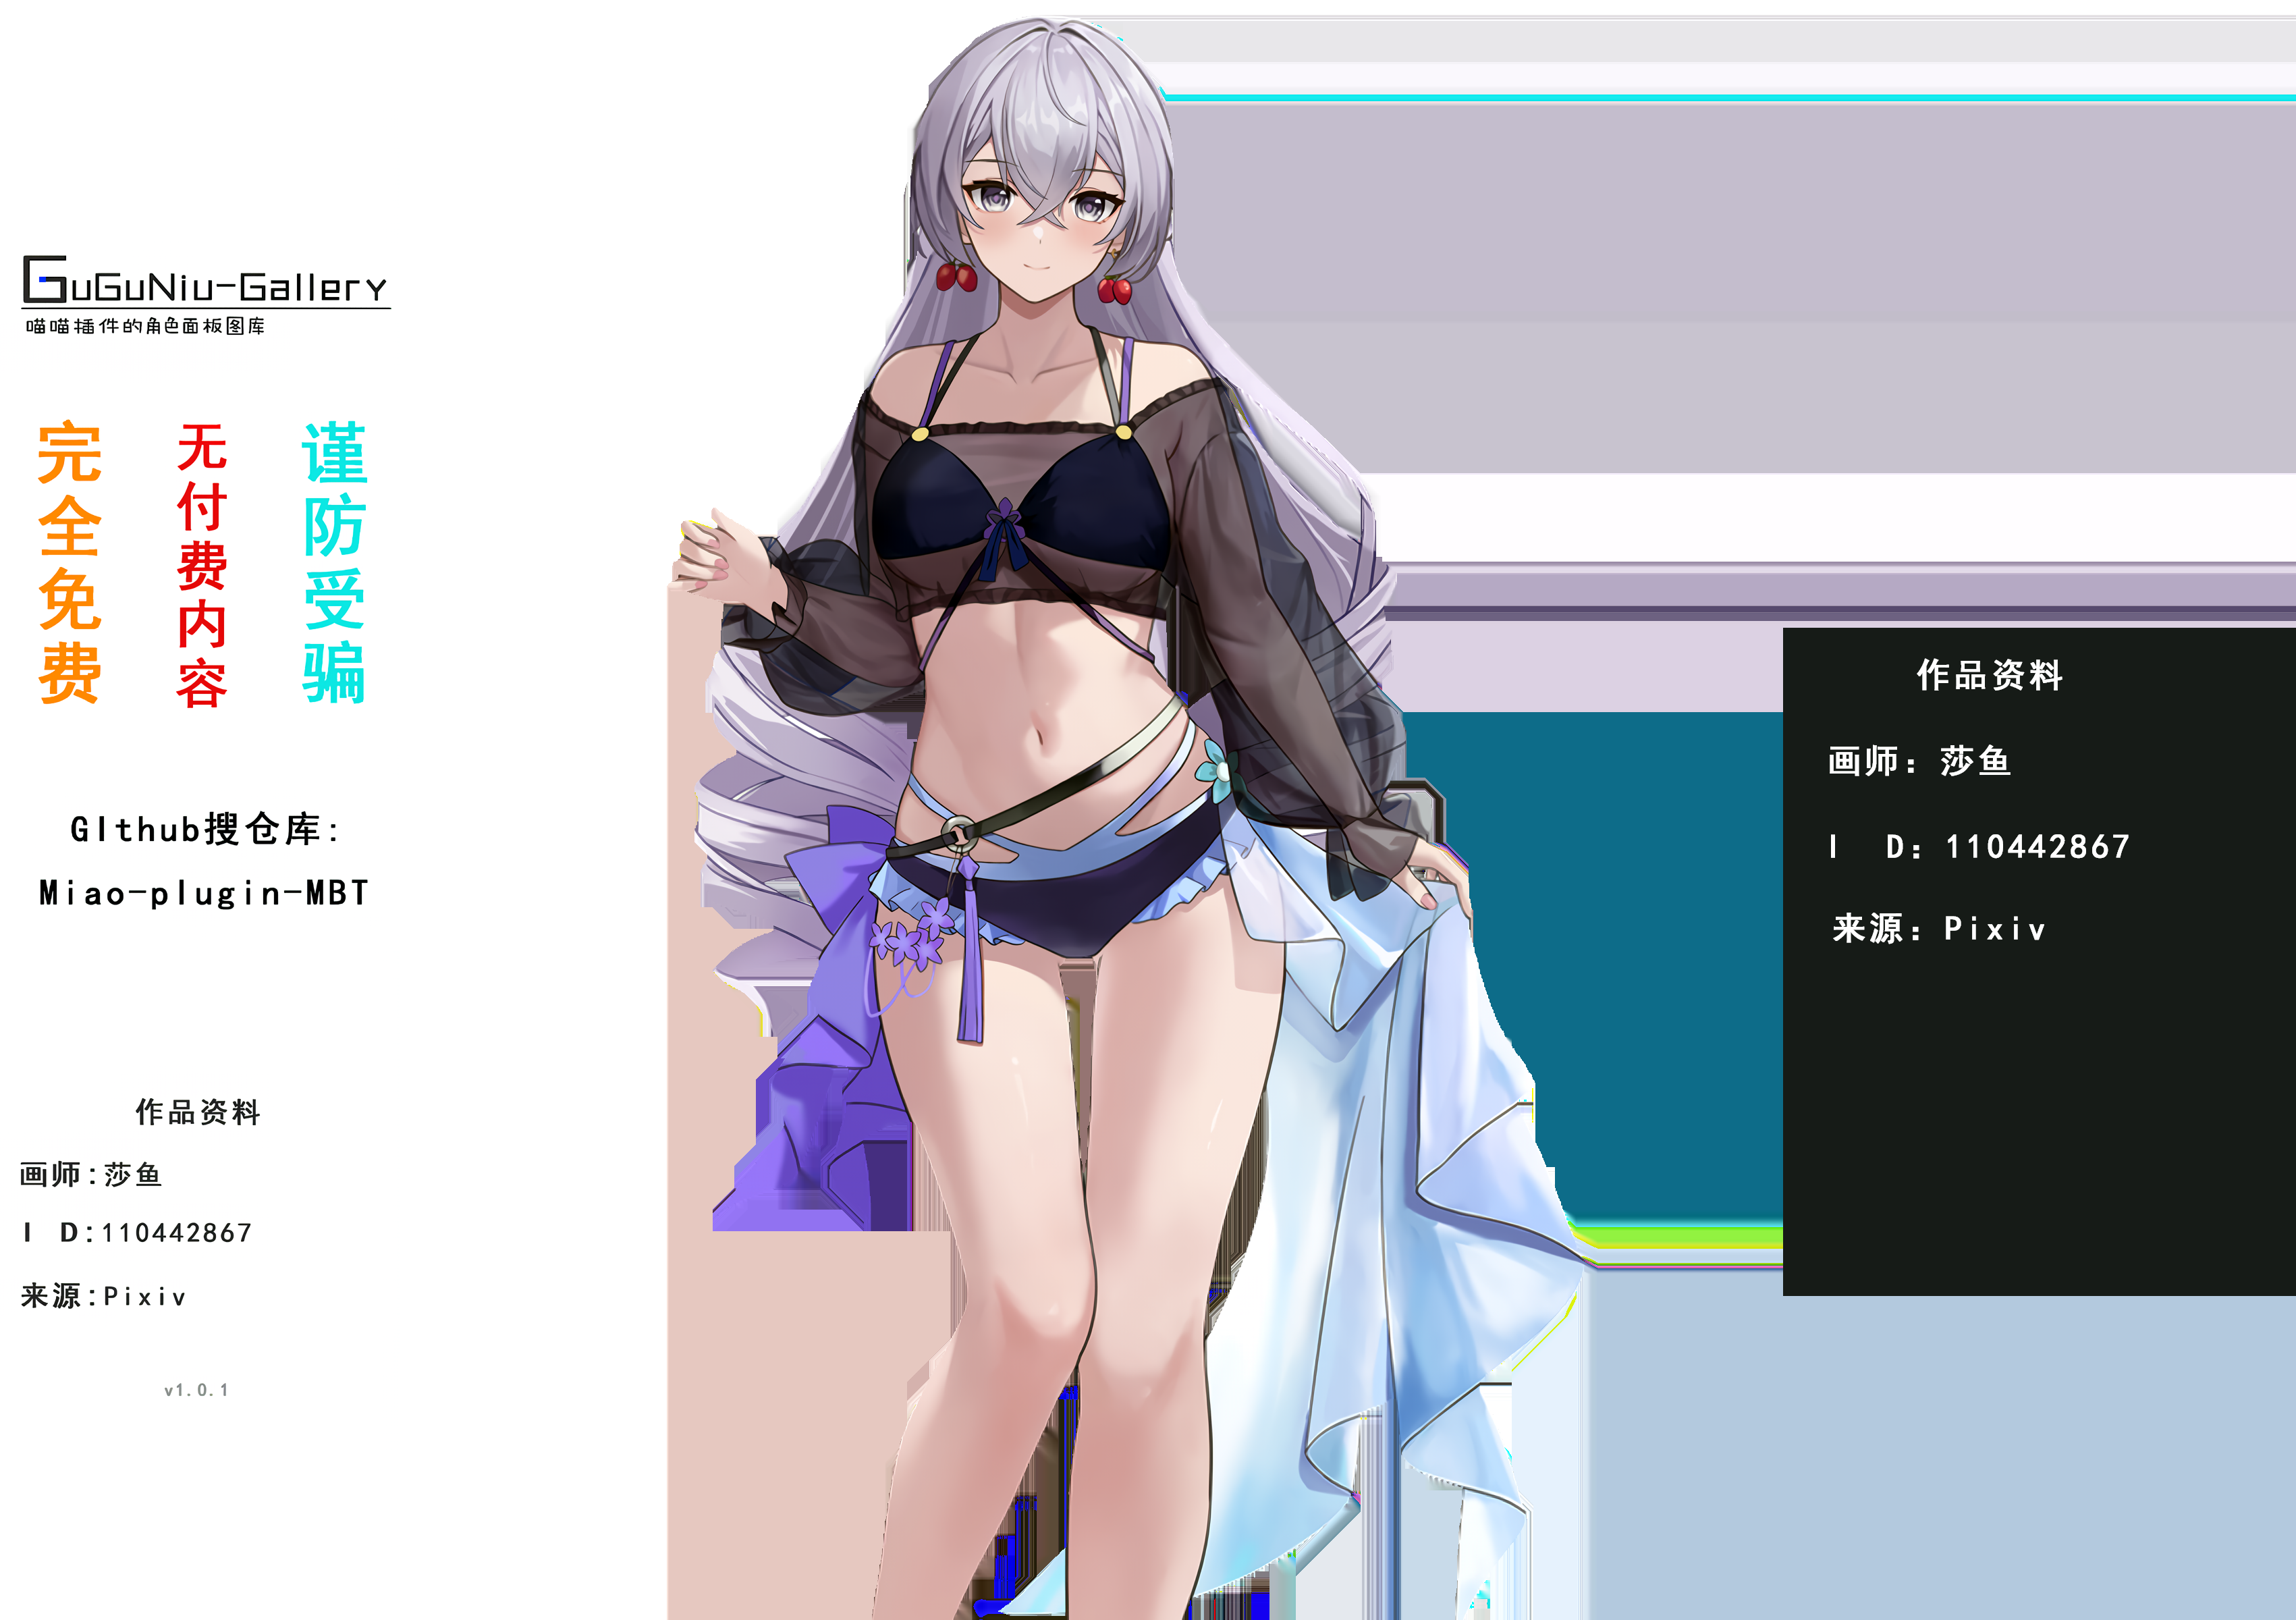 GuGuNiu-Gallery
喵喵插件的角色面板图库
完全免费
无付费内容
谨防受骗
GIthub搜仓库:
Miao-plugin-MBT
作品资料
画师:莎鱼
I D:110442867
来源:Pixiv
v1.0.1
作品资料
画师: 莎鱼
I D: 110442867
来源: Pixiv